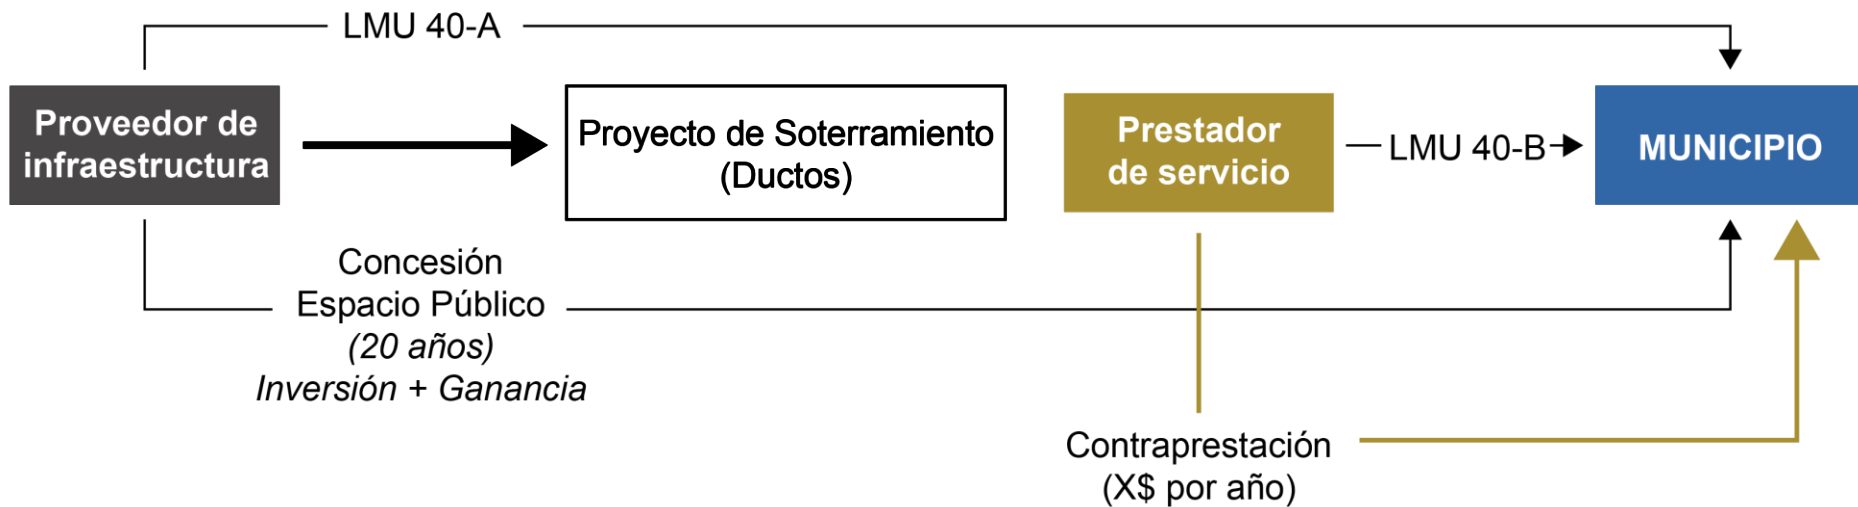 LMU 40-A
Proveedor de
infraestructura
Proyecto de Soterramiento
(Ductos)
Prestador
de servicio
LMU 40-B
MUNICIPIO
Concesión
Espacio Público
(20 años)
Inversión + Ganancia
Contraprestación
(X$ por año)